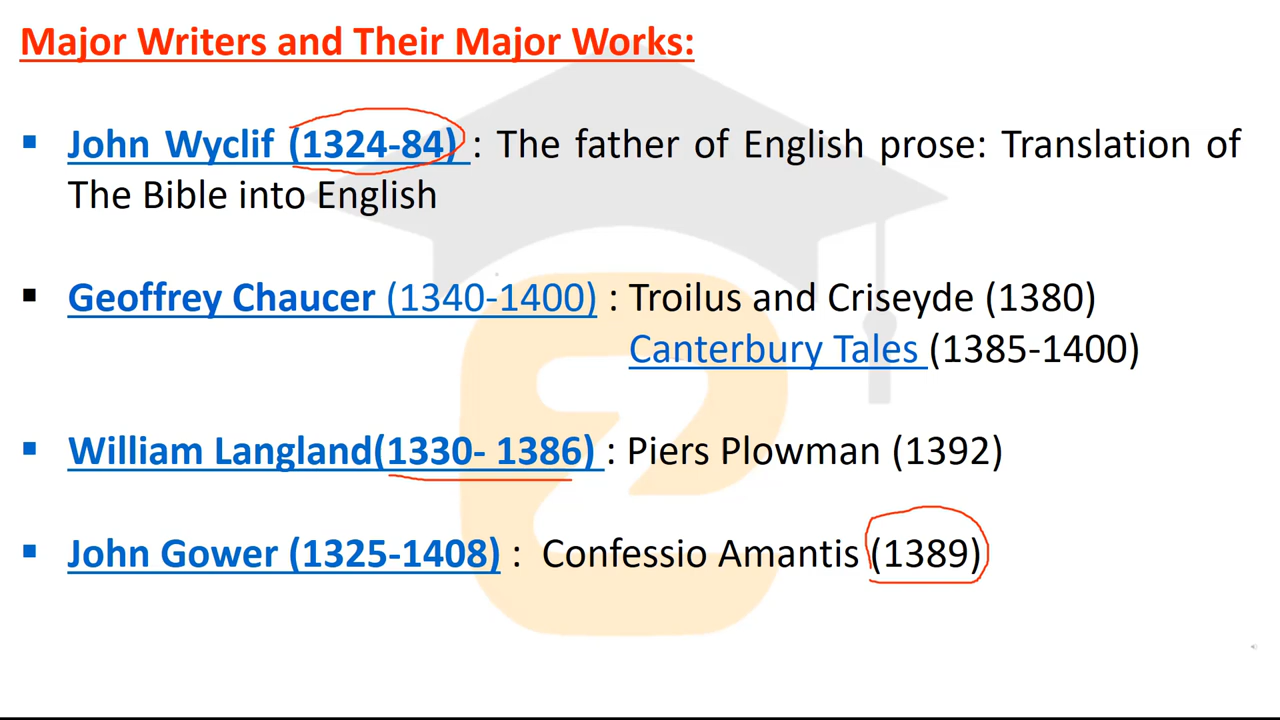 Major Writers and Their Major Works:
▪ John Wyclif (1324-84) : The father of English prose: Translation of
The Bible into English
▪ Geoffrey Chaucer (1340-1400) : Troilus and Criseyde (1380)
Canterbury Tales (1385-1400)
▪ William Langland(1330- 1386) : Piers Plowman (1392)
▪ John Gower (1325-1408) : Confessio Amantis (1389)